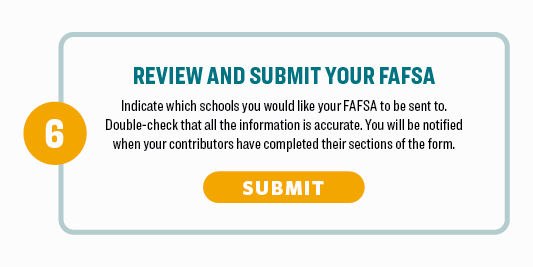 REVIEW AND SUBMIT YOUR FAFSA
Indicate which schools you would like your FAFSA to be sent to.
Double-check that all the information is accurate. You will be notified
when your contributors have completed their sections of the form.
6
SUBMIT